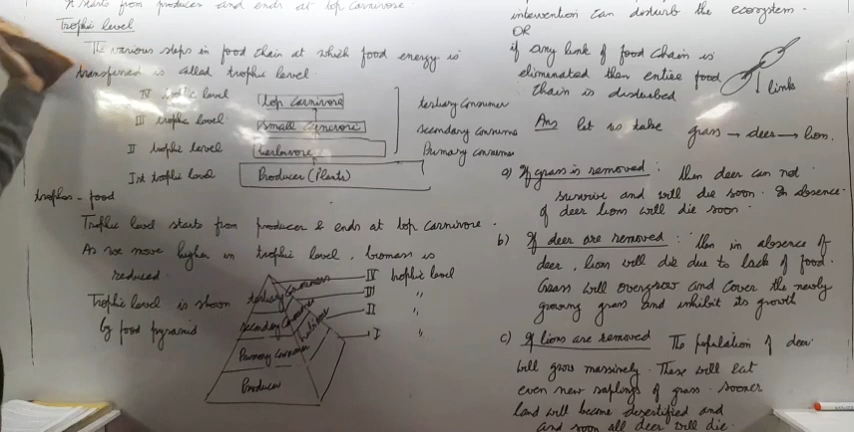 It starts from producer and ends at top carnivore.
Trophic level
The various steps in food chain at which food energy is
transferred is called trophic level.
IV trophic level
Top Carnivore
tertiary consumer
III trophic level
Small Carnivore
secondary consumer
II trophic level
herbivore
Primary consumer
Ist trophic level
Producer (Plants)
trophos - food
Trophic level starts from producer & ends at top carnivore.
As we move higher in trophic level, biomass is
reduced.
Trophic level is shown
by food pyramid
tertiary consumers
IV trophic level
secondary consumer
III "
Primary consumer
II "
Producer
I "
intervention can disturb the ecosystem.
OR
if any link of food chain is
eliminated then entire food
chain is disturbed
links
Ans let us take grass → deer → lion.
a) If grass is removed : then deer can not
survive and will die soon. In absence
of deer lions will die soon.
b) If deer are removed : then in absence of
deer, lion will die due to lack of food.
Grass will overgrow and cover the newly
growing grass and inhibit its growth
c) If lions are removed The population of deer
will grow massively. These will eat
even new saplings of grass. Sooner
land will become desertified and
and soon all deer will die.